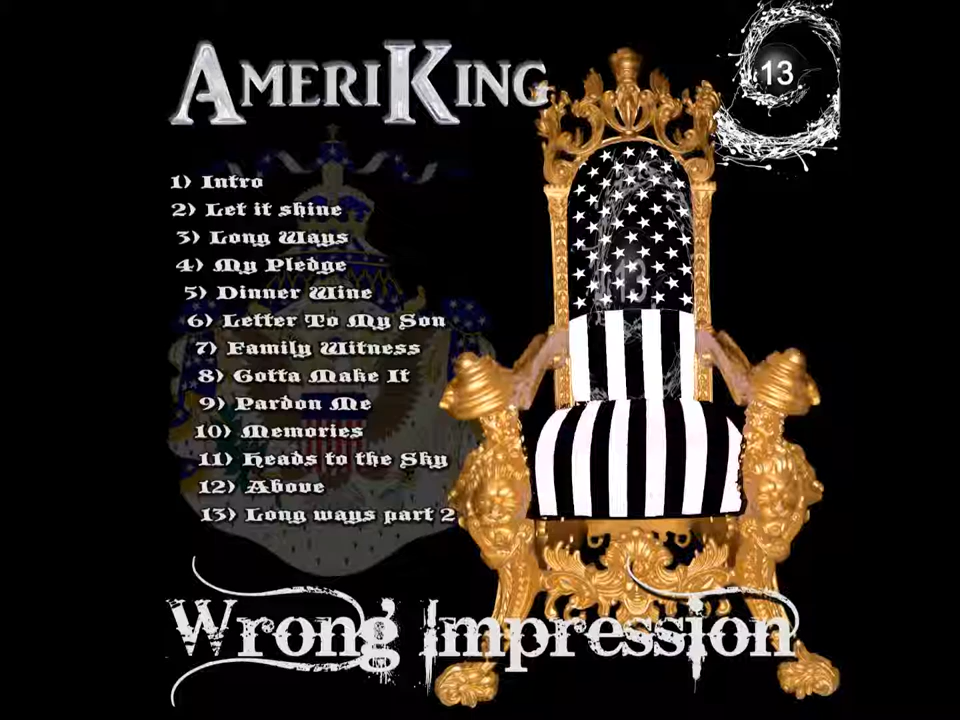 AmeriKing
13
1) Intro
2) Let it shine
3) Long Ways
4) My Pledge
5) Dinner Wine
6) Letter To My Son
7) Family Witness
8) Gotta Make It
9) Pardon Me
10) Memories
11) Heads to the Sky
12) Above
13) Long ways part 2
13
Wrong Impression